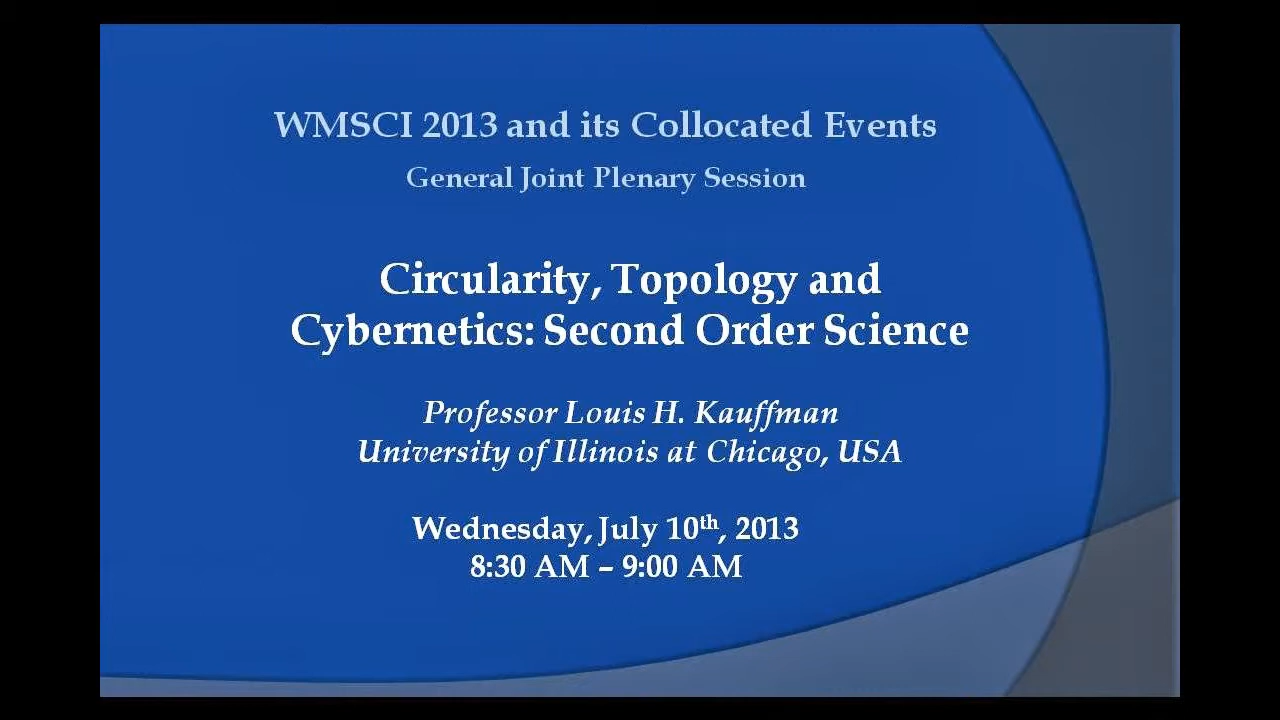 WMSCI 2013 and its Collocated Events
General Joint Plenary Session
Circularity, Topology and
Cybernetics: Second Order Science
Professor Louis H. Kauffman
University of Illinois at Chicago, USA
Wednesday, July 10th, 2013
8:30 AM – 9:00 AM